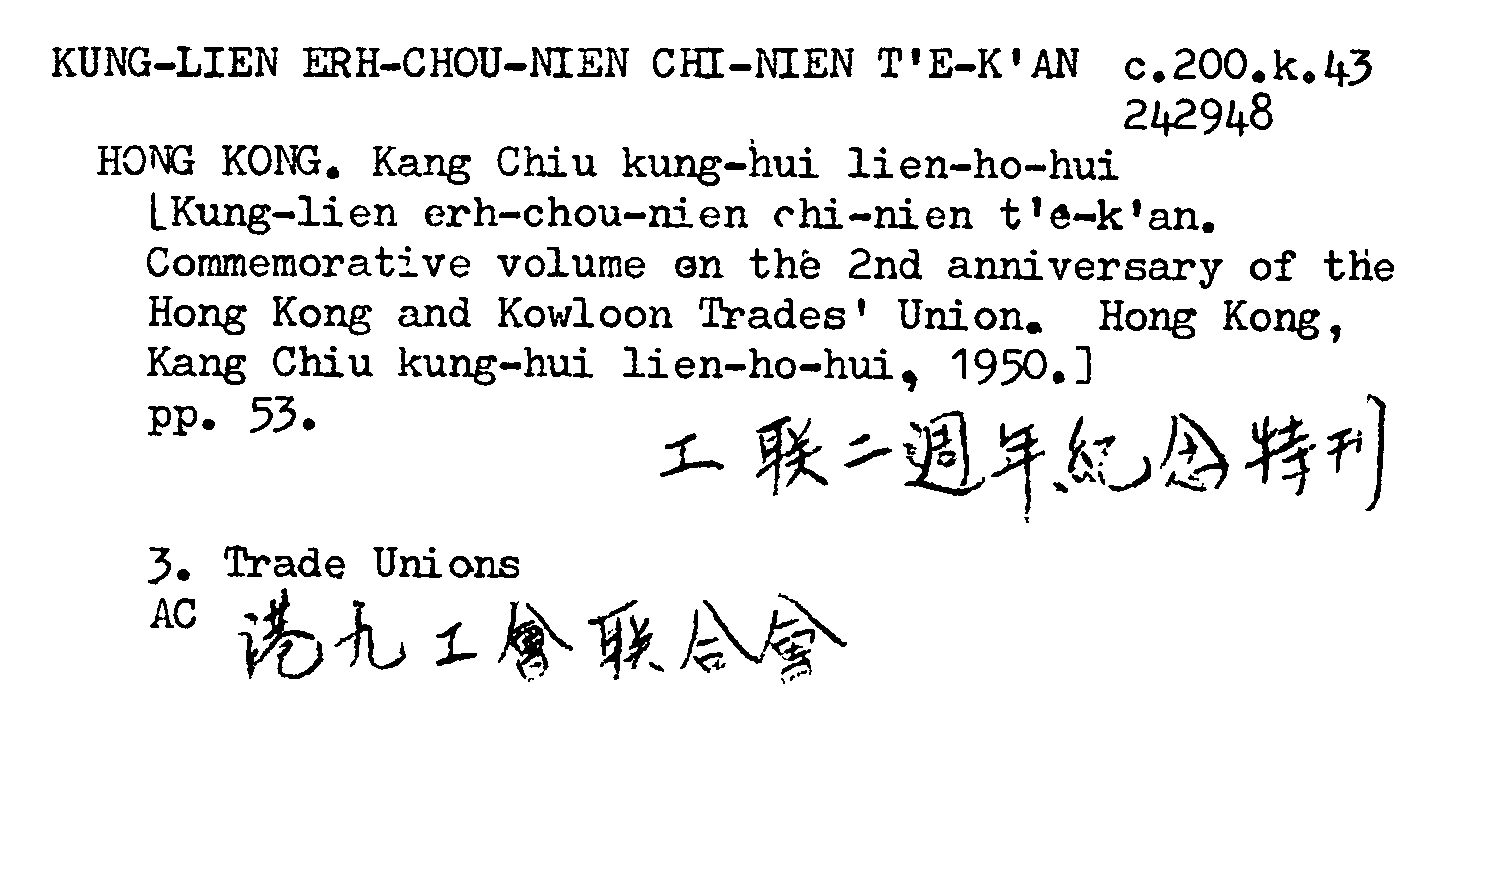 KUNG-LIEN ERH-CHOU-NIEN CHI-NIEN T'E-K'AN c.200.k.43
242948
HONG KONG. Kang Chiu kung-hui lien-ho-hui
[Kung-lien erh-chou-nien chi-nien t'e-k'an.
Commemorative volume on the 2nd anniversary of the
Hong Kong and Kowloon Trades' Union. Hong Kong,
Kang Chiu kung-hui lien-ho-hui, 1950.]
pp. 53.
工联二週年紀念特刊]
3. Trade Unions
AC 港九工會联合會